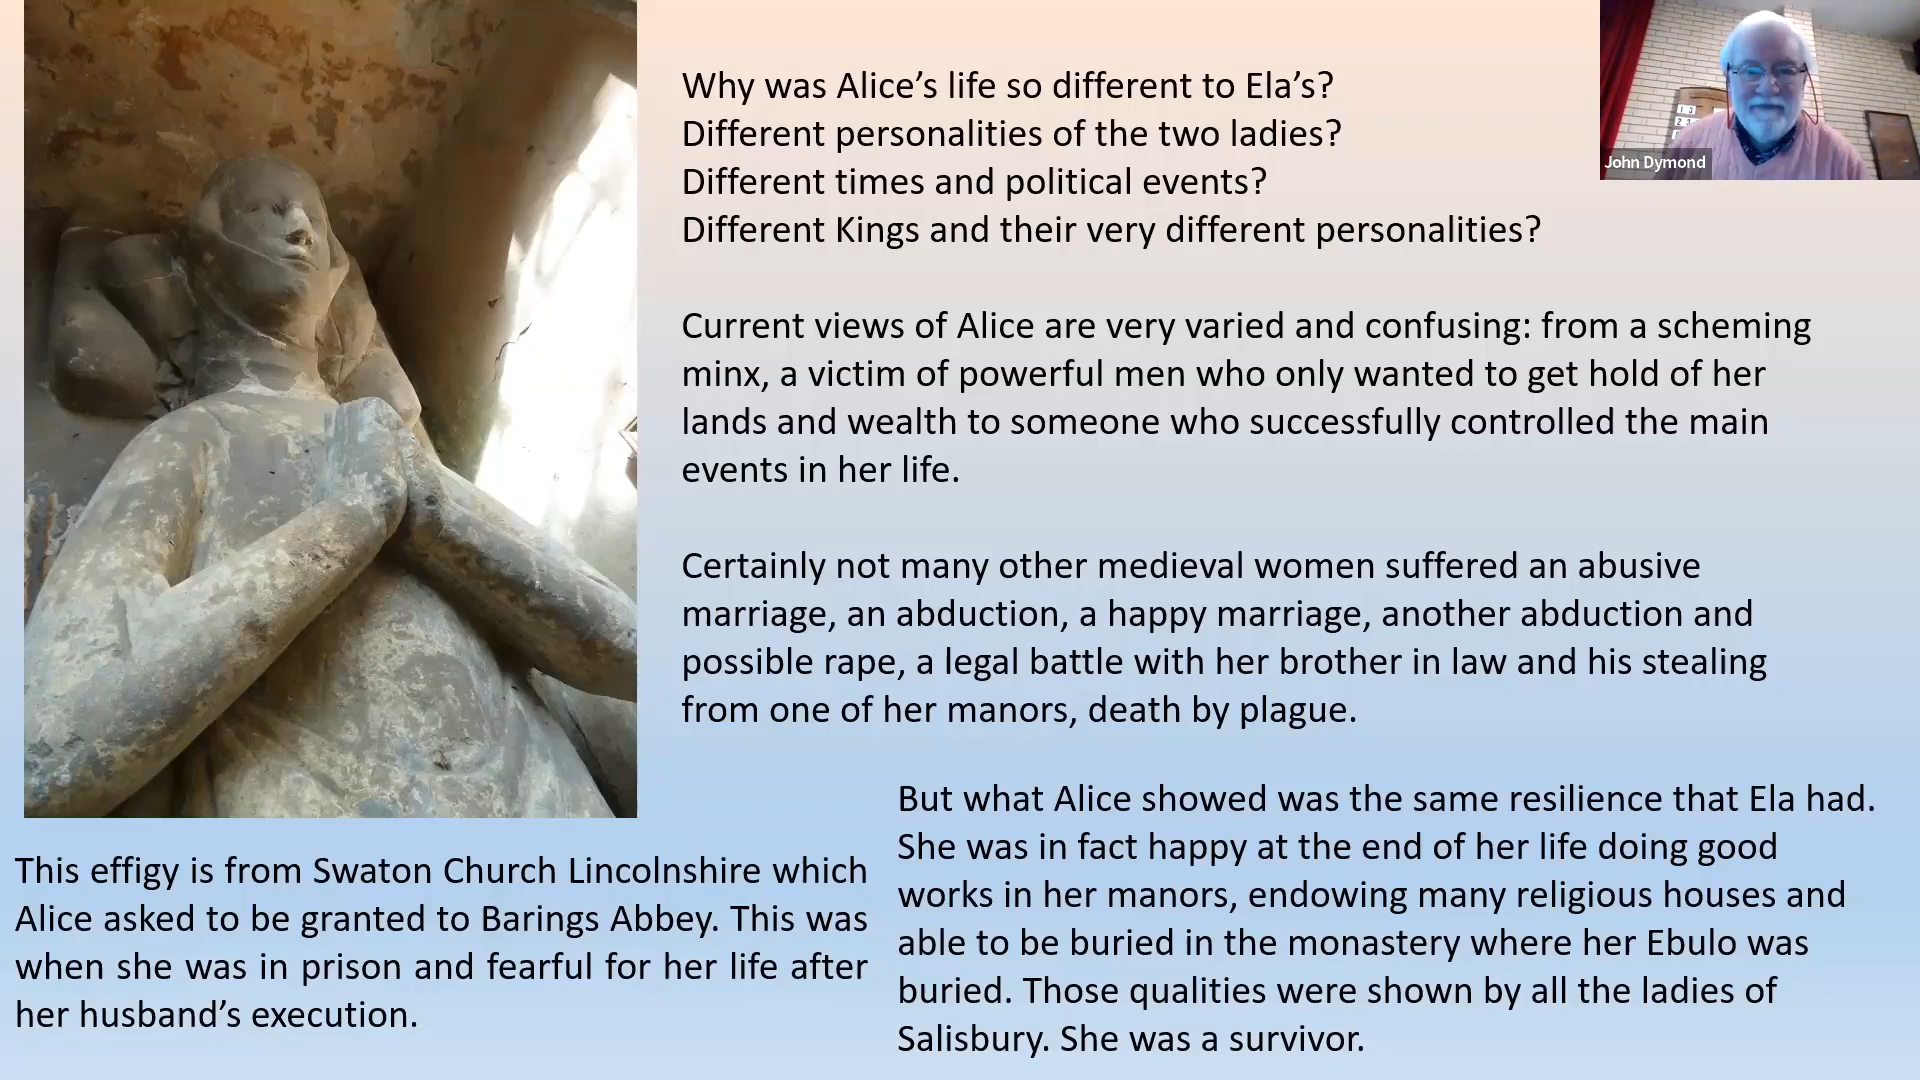 Why was Alice’s life so different to Ela’s?
Different personalities of the two ladies?
Different times and political events?
Different Kings and their very different personalities?
John Dymond
Current views of Alice are very varied and confusing: from a scheming
minx, a victim of powerful men who only wanted to get hold of her
lands and wealth to someone who successfully controlled the main
events in her life.
Certainly not many other medieval women suffered an abusive
marriage, an abduction, a happy marriage, another abduction and
possible rape, a legal battle with her brother in law and his stealing
from one of her manors, death by plague.
But what Alice showed was the same resilience that Ela had.
She was in fact happy at the end of her life doing good
works in her manors, endowing many religious houses and
able to be buried in the monastery where her Ebulo was
buried. Those qualities were shown by all the ladies of
Salisbury. She was a survivor.
This effigy is from Swaton Church Lincolnshire which
Alice asked to be granted to Barings Abbey. This was
when she was in prison and fearful for her life after
her husband’s execution.